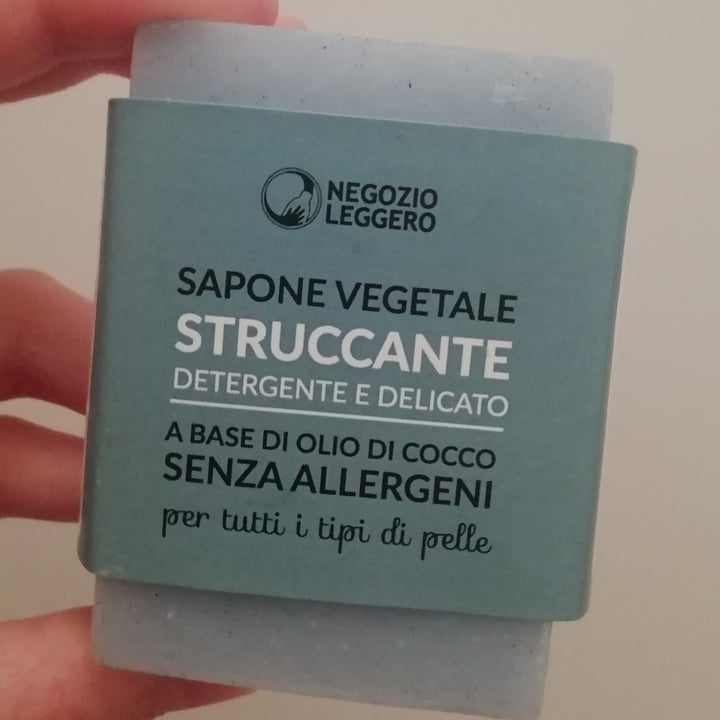 NEGOZIO
LEGGERO
SAPONE VEGETALE
STRUCCANTE
DETERGENTE E DELICATO
A BASE DI OLIO DI COCCO
SENZA ALLERGENI
per tutti i tipi di pelle